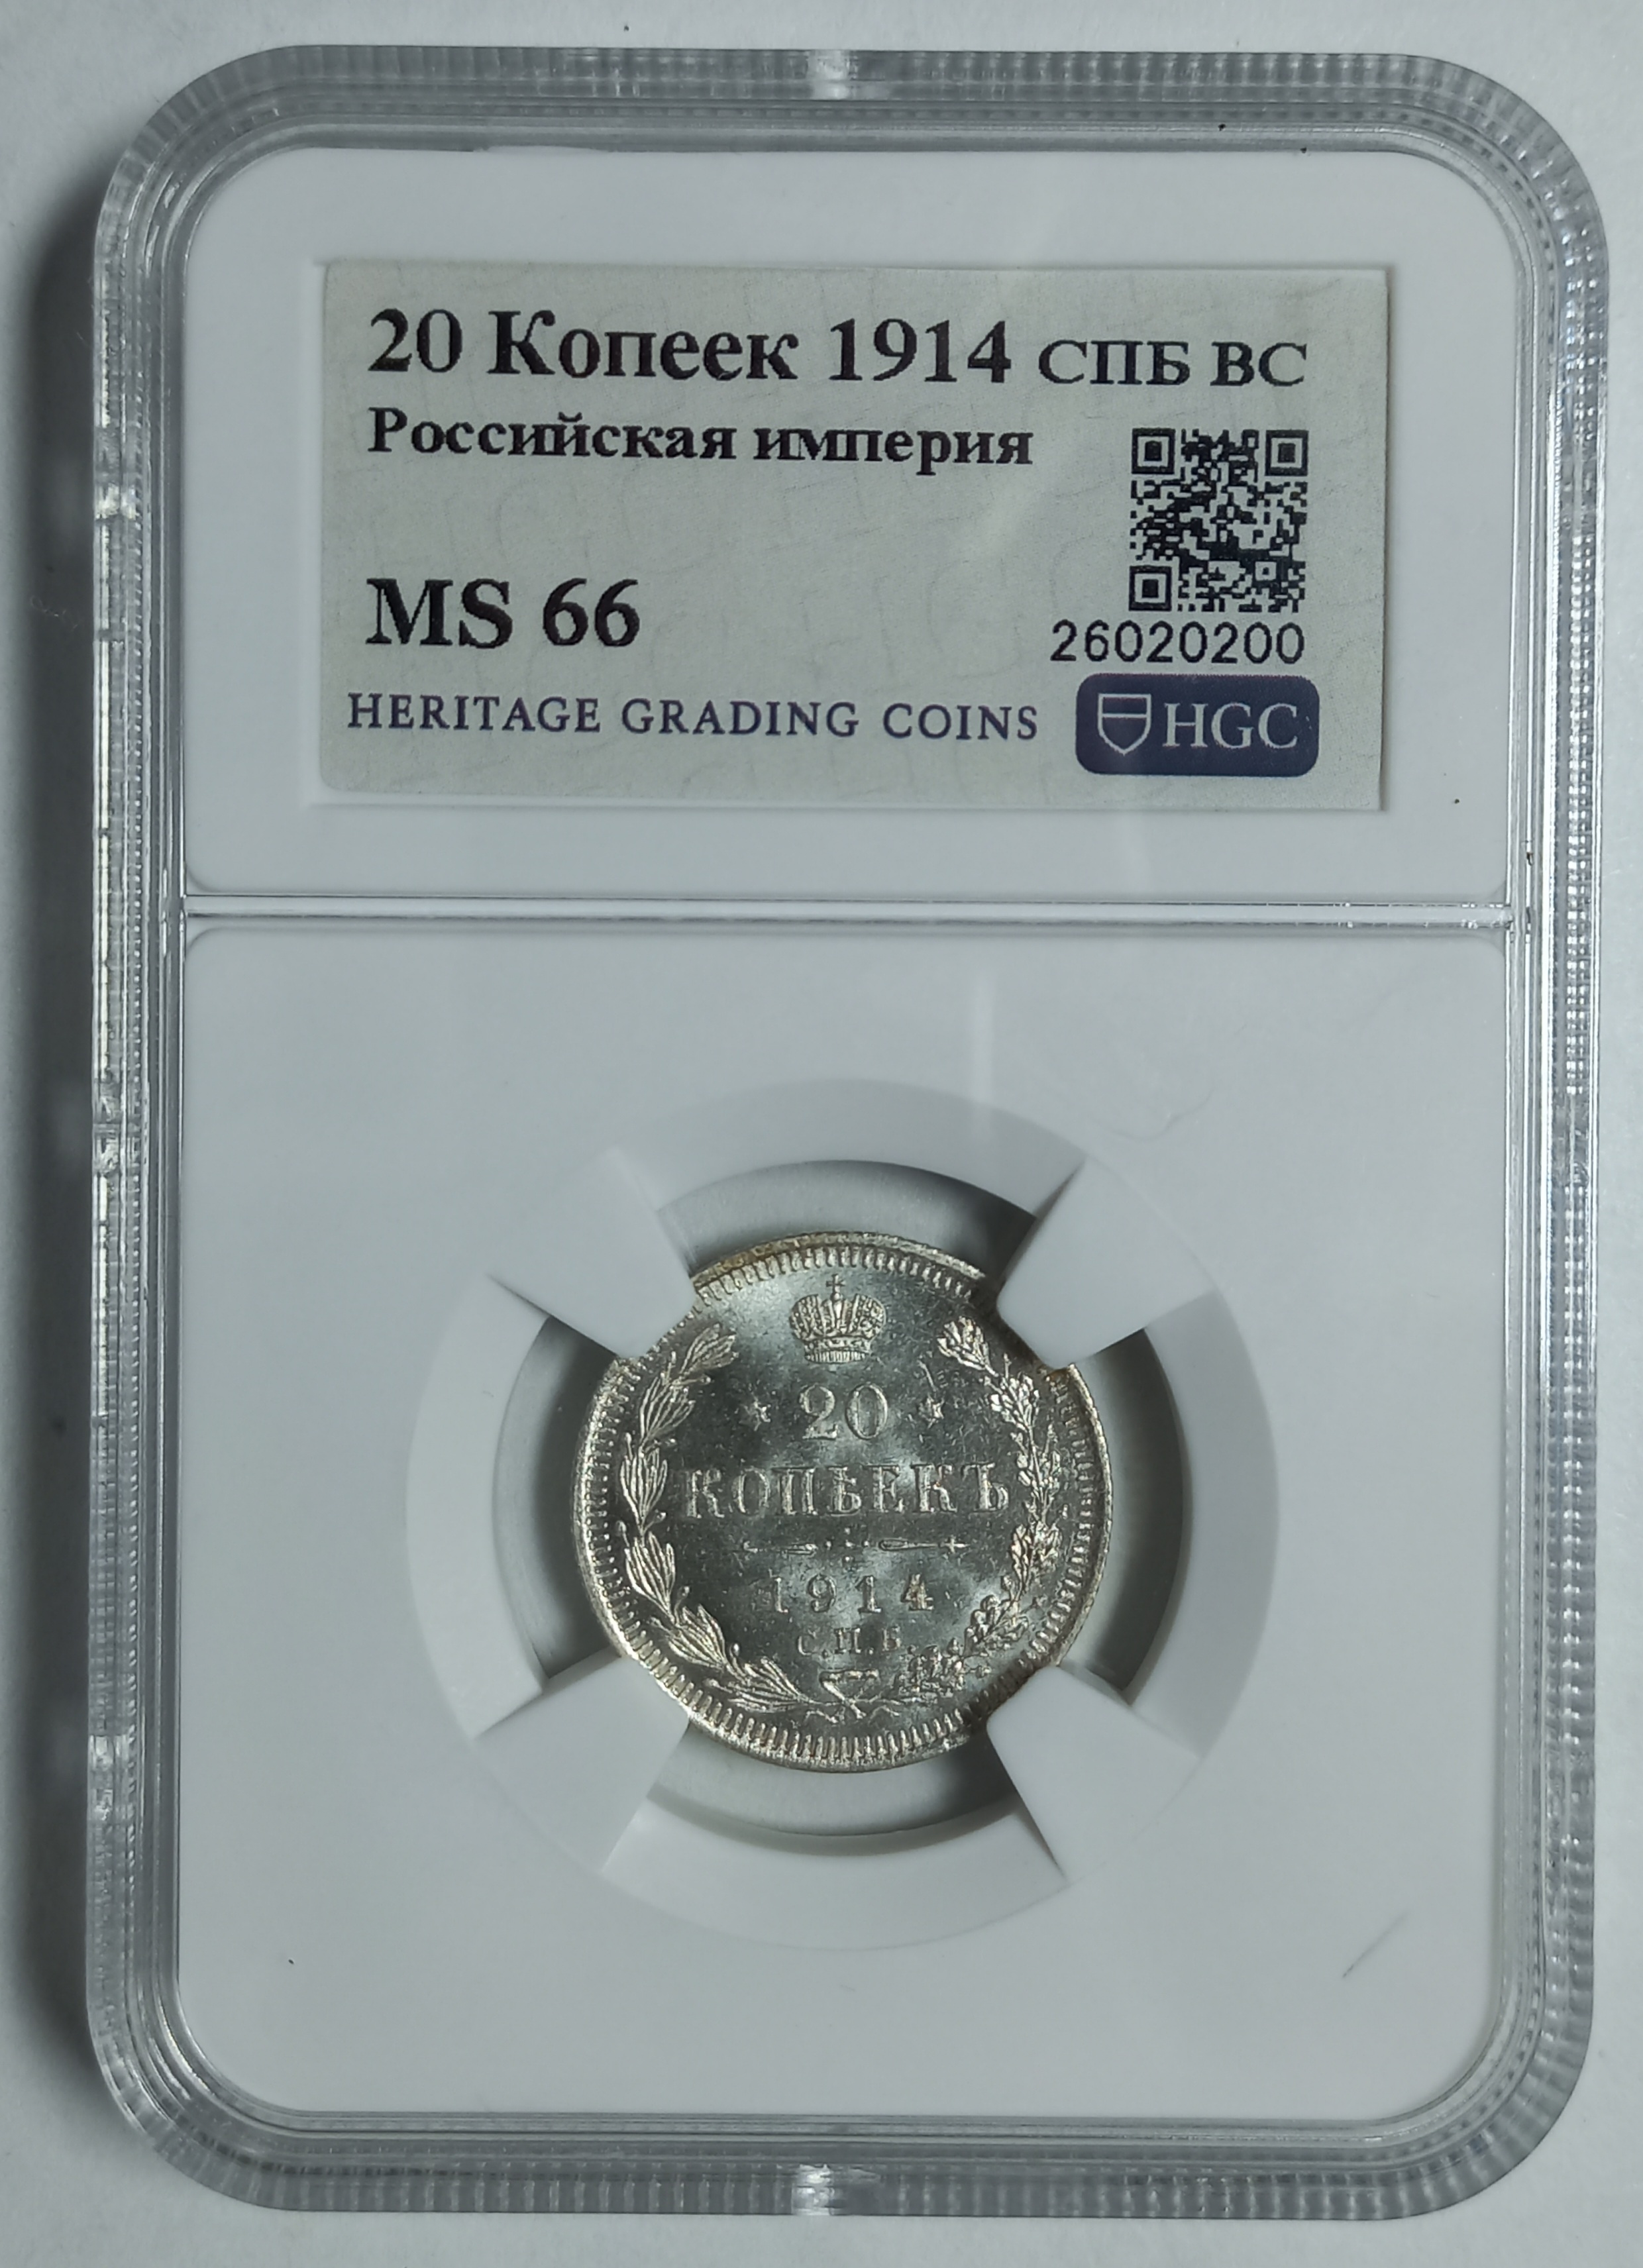 20 Копеек 1914 СПБ ВС
Российская империя
MS 66
26020200
HERITAGE GRADING COINS HGC
20
КОПѢЕКЪ
1914
С.П.Б.